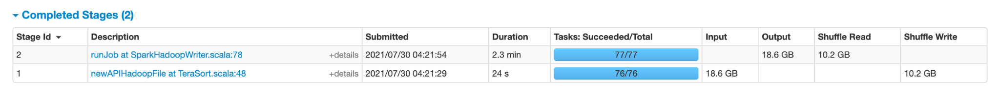 Completed Stages (2)
Stage Id Description Submitted Duration Tasks: Succeeded/Total Input Output Shuffle Read Shuffle Write
2 runJob at SparkHadoopWriter.scala:78 +details 2021/07/30 04:21:54 2.3 min 77/77 18.6 GB 10.2 GB
1 newAPIHadoopFile at TeraSort.scala:48 +details 2021/07/30 04:21:29 24 s 76/76 18.6 GB 10.2 GB